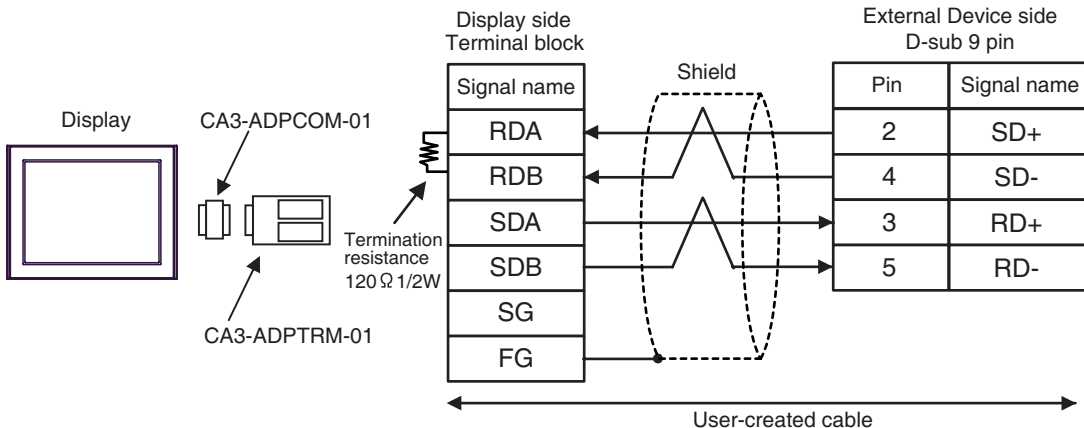 Display
CA3-ADPCOM-01
CA3-ADPTRM-01
Termination
resistance
120Ω 1/2W
Display side
Terminal block
Signal name
RDA
RDB
SDA
SDB
SG
FG
Shield
External Device side
D-sub 9 pin
Pin Signal name
2 SD+
4 SD-
3 RD+
5 RD-
User-created cable